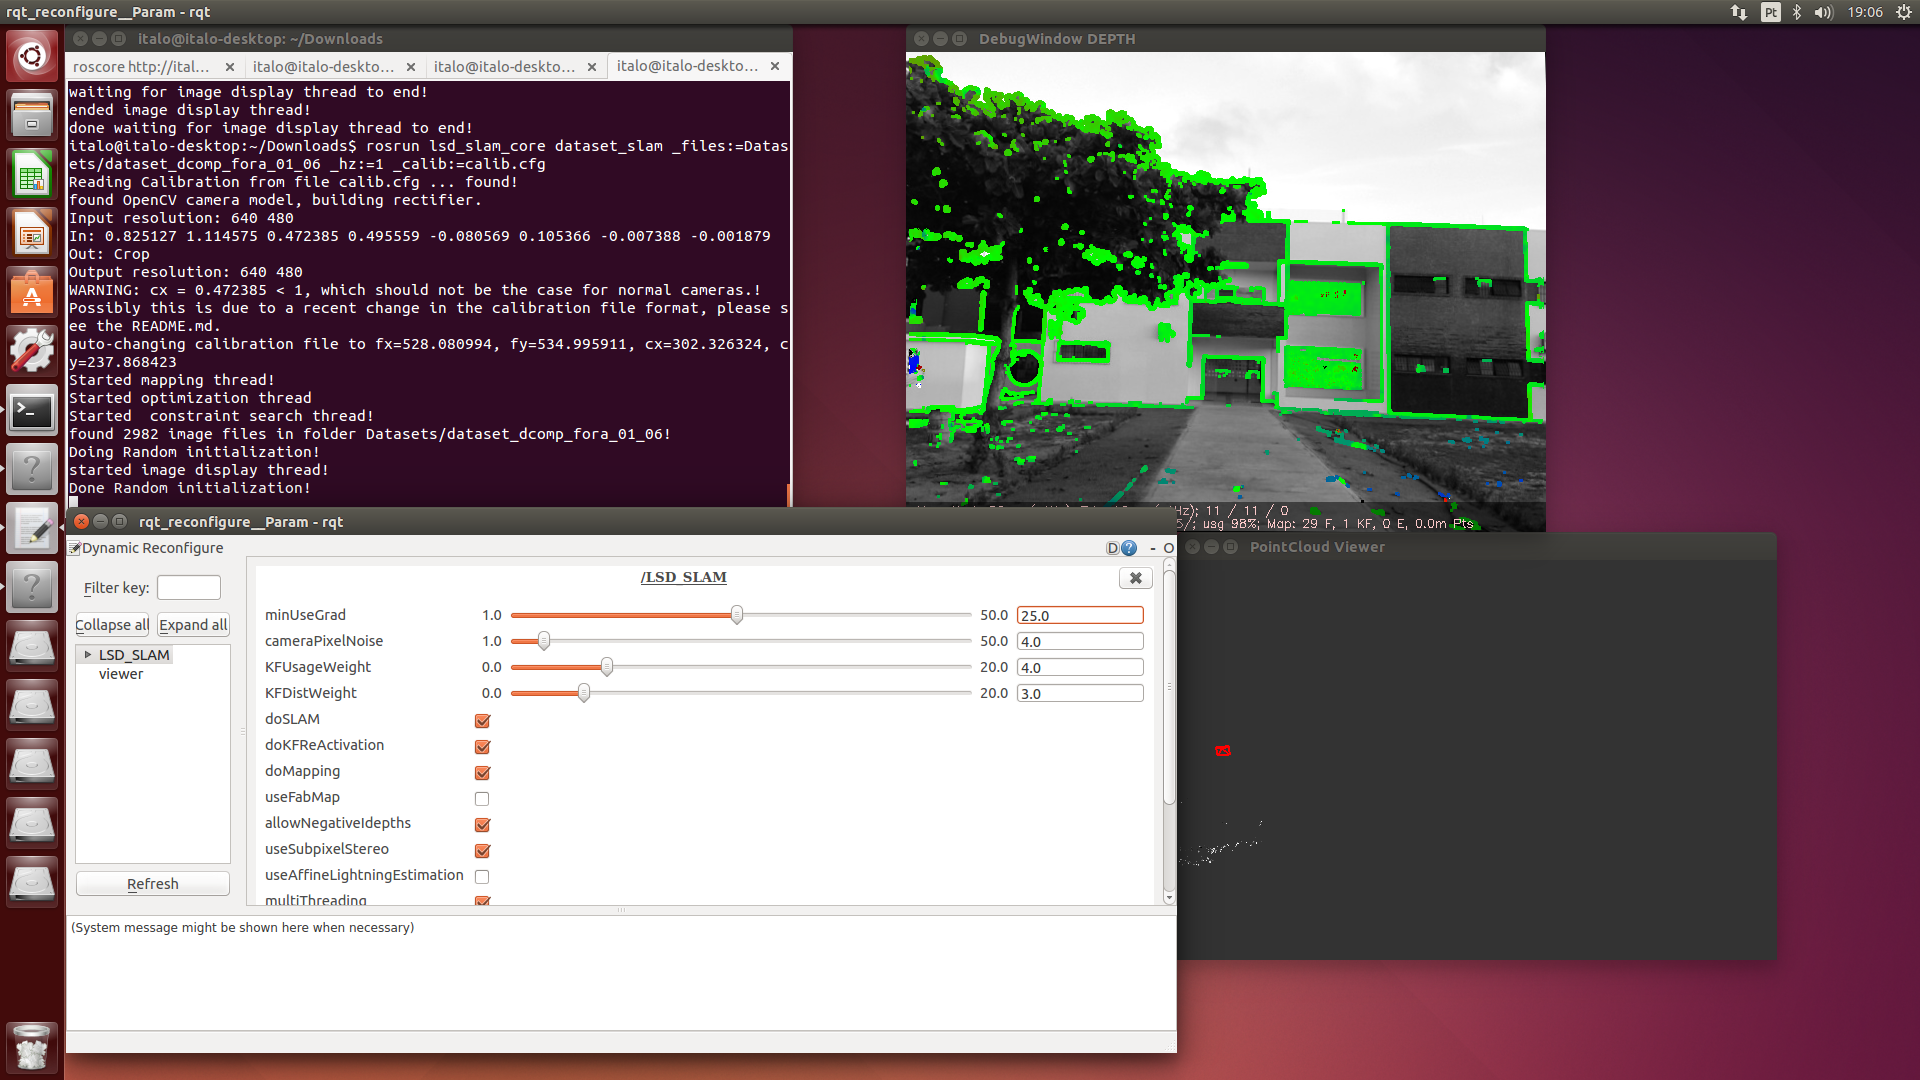 rqt_reconfigure__Param - rqt
Pt
19:06
italo@italo-desktop: ~/Downloads
roscore http://ital...
italo@italo-deskto...
italo@italo-deskto...
italo@italo-deskto...
waiting for image display thread to end!
ended image display thread!
done waiting for image display thread to end!
italo@italo-desktop:~/Downloads$ rosrun lsd_slam_core dataset_slam _files:=Datas
ets/dataset_dcomp_fora_01_06 _hz:=1 _calib:=calib.cfg
Reading Calibration from file calib.cfg ... found!
found OpenCV camera model, building rectifier.
Input resolution: 640 480
In: 0.825127 1.114575 0.472385 0.495559 -0.080569 0.105366 -0.007388 -0.001879
Out: Crop
Output resolution: 640 480
WARNING: cx = 0.472385 < 1, which should not be the case for normal cameras.!
Possibly this is due to a recent change in the calibration file format, please s
ee the README.md.
auto-changing calibration file to fx=528.080994, fy=534.995911, cx=302.326324, c
y=237.868423
Started mapping thread!
Started optimization thread
Started  constraint search thread!
found 2982 image files in folder Datasets/dataset_dcomp_fora_01_06!
Doing Random initialization!
started image display thread!
Done Random initialization!
DebugWindow DEPTH
Hz); 11 / 11 / 0
usg 98%; Map: 29 F, 1 KF, 0 E, 0.0m Pts
rqt_reconfigure__Param - rqt
Dynamic Reconfigure
D
- O
Filter key:
Collapse all
Expand all
LSD_SLAM
viewer
Refresh
/LSD_SLAM
minUseGrad 1.0 50.0 25.0
cameraPixelNoise 1.0 50.0 4.0
KFUsageWeight 0.0 20.0 4.0
KFDistWeight 0.0 20.0 3.0
doSLAM
doKFReActivation
doMapping
useFabMap
allowNegativeIdepths
useSubpixelStereo
useAffineLightningEstimation
multiThreading
(System message might be shown here when necessary)
PointCloud Viewer